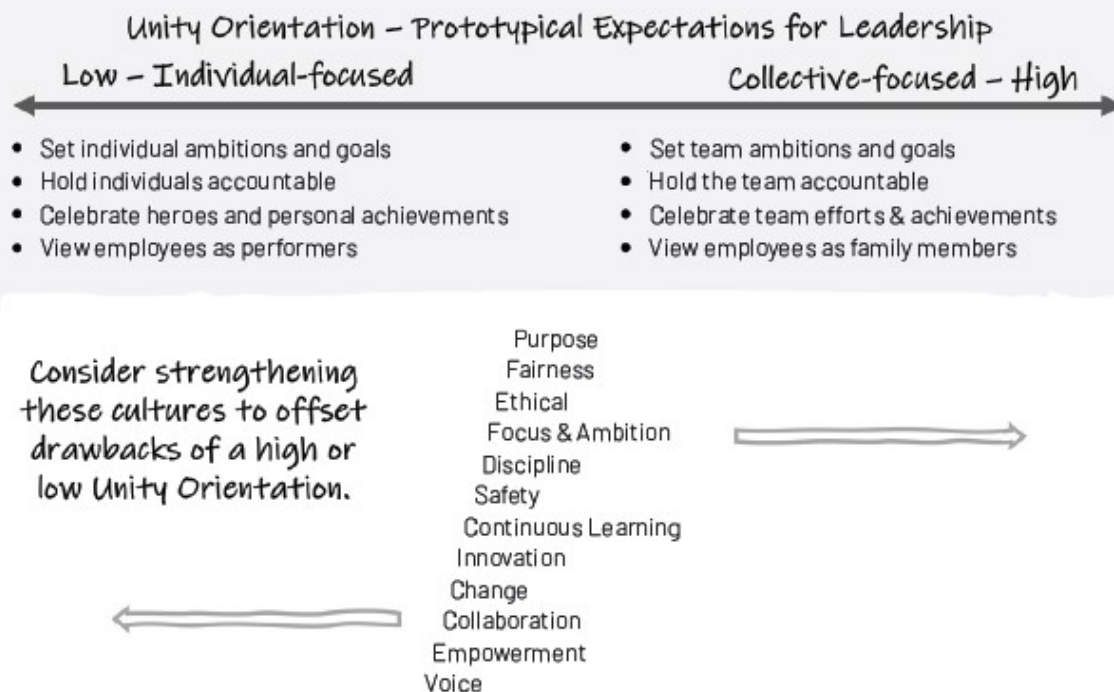 Unity Orientation – Prototypical Expectations for Leadership
Low – Individual-focused
Collective-focused – High
• Set individual ambitions and goals
• Hold individuals accountable
• Celebrate heroes and personal achievements
• View employees as performers
• Set team ambitions and goals
• Hold the team accountable
• Celebrate team efforts & achievements
• View employees as family members
Consider strengthening
these cultures to offset
drawbacks of a high or
low Unity Orientation.
Purpose
Fairness
Ethical
Focus & Ambition
Discipline
Safety
Continuous Learning
Innovation
Change
Collaboration
Empowerment
Voice